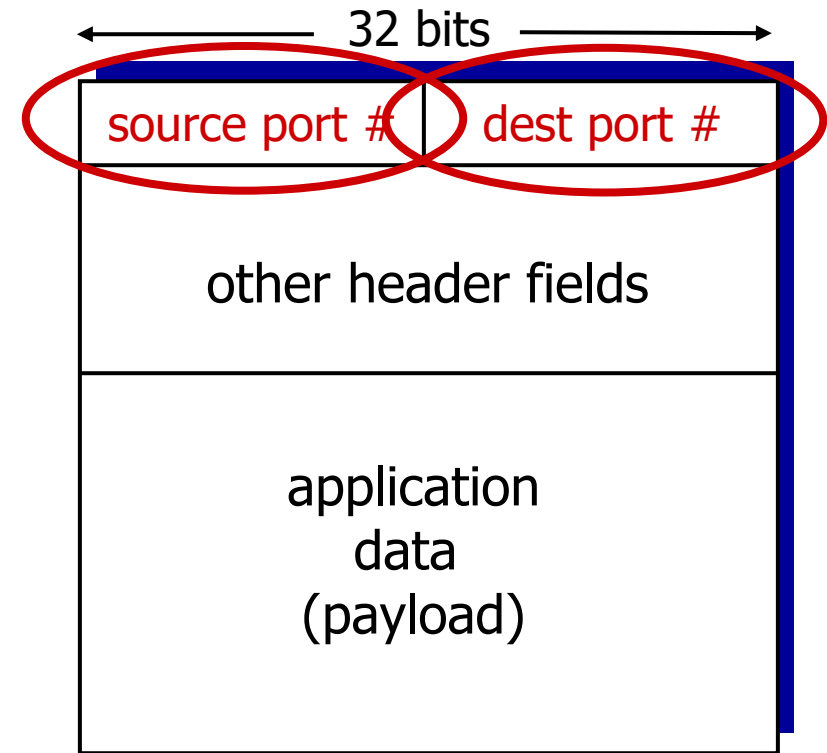 32 bits
source port # dest port #
other header fields
application
data
(payload)